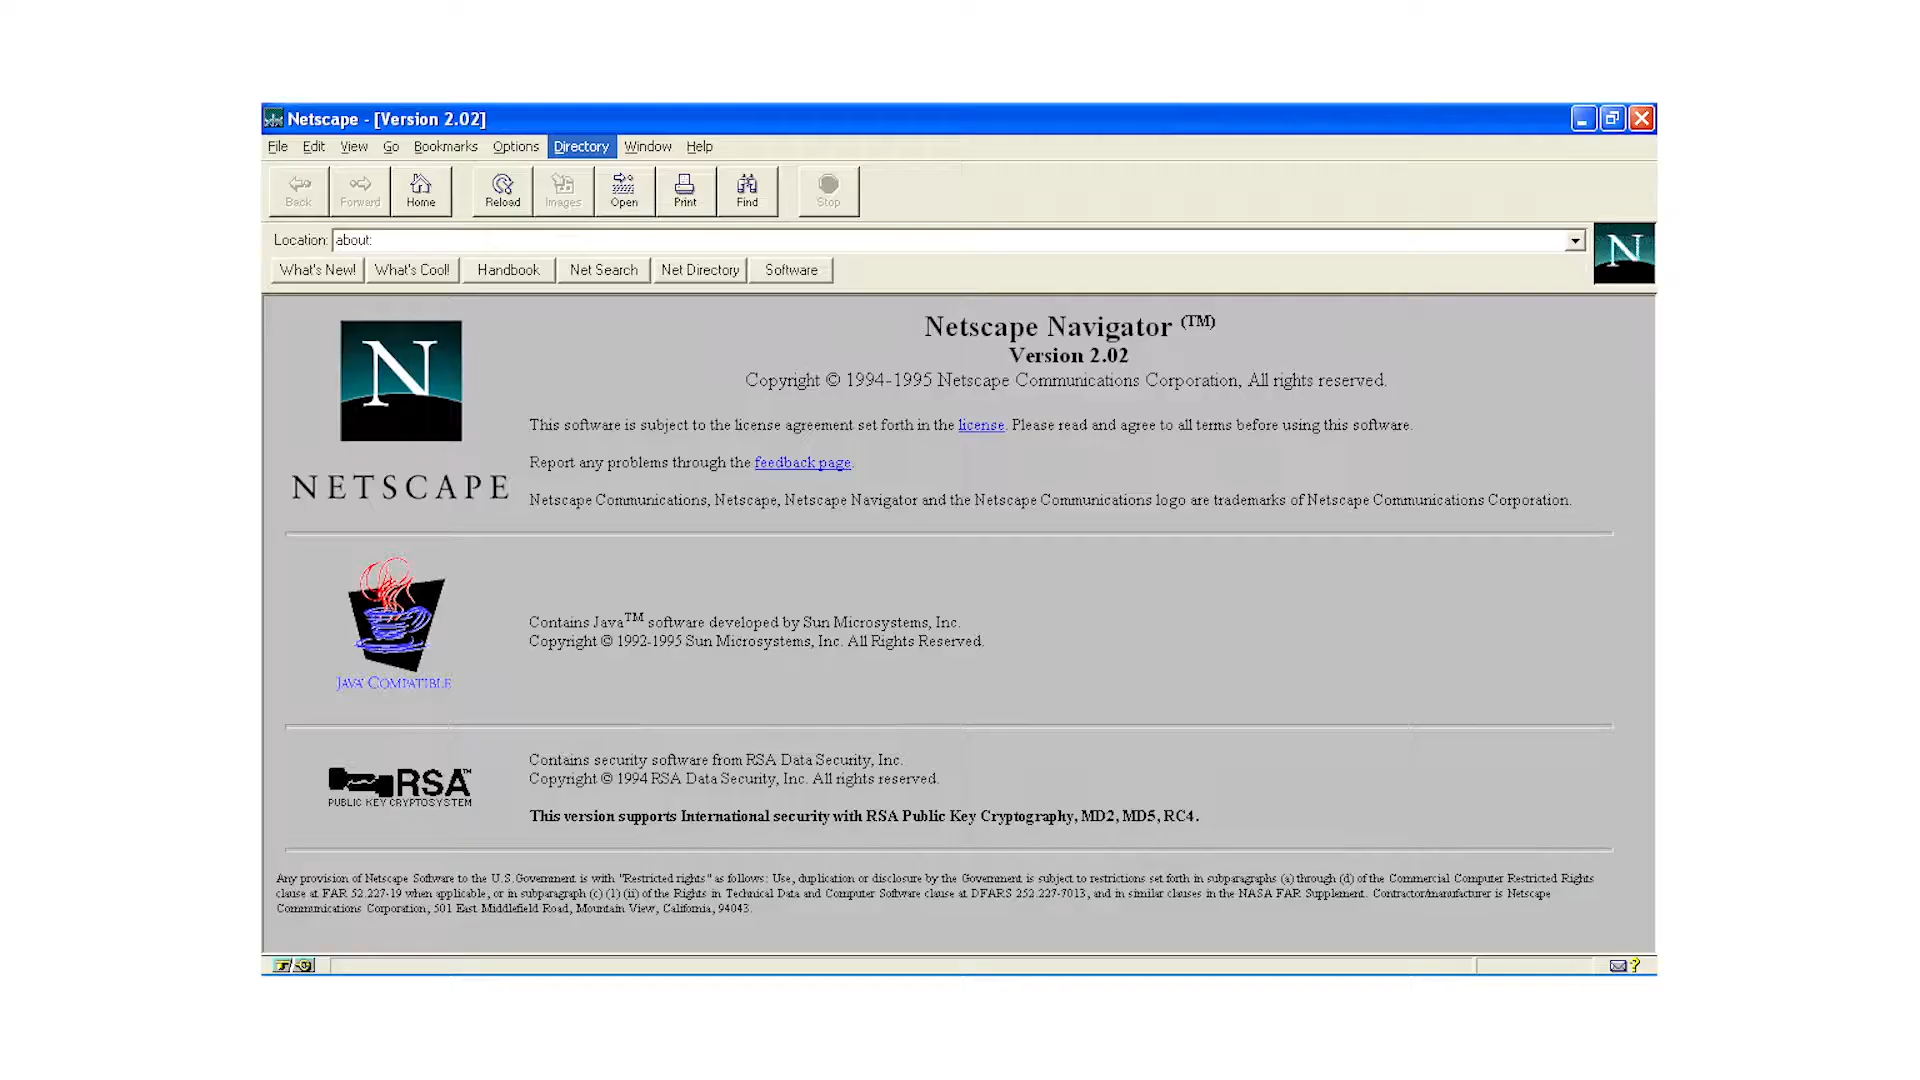 Netscape - [Version 2.02]
File Edit View Go Bookmarks Options Directory Window Help
Back Forward Home Reload Images Open Print Find Stop
Location: about:
N
What's New! What's Cool! Handbook Net Search Net Directory Software
N
NETSCAPE
Netscape Navigator (TM)
Version 2.02
Copyright © 1994-1995 Netscape Communications Corporation, All rights reserved.
This software is subject to the license agreement set forth in the license. Please read and agree to all terms before using this software.
Report any problems through the feedback page.
Netscape Communications, Netscape, Netscape Navigator and the Netscape Communications logo are trademarks of Netscape Communications Corporation.
JAVA COMPATIBLE
Contains Java™ software developed by Sun Microsystems, Inc.
Copyright © 1992-1995 Sun Microsystems, Inc. All Rights Reserved.
RSA™
PUBLIC KEY CRYPTOSYSTEM
Contains security software from RSA Data Security, Inc.
Copyright © 1994 RSA Data Security, Inc. All rights reserved.
This version supports International security with RSA Public Key Cryptography, MD2, MD5, RC4.
Any provision of Netscape Software to the U.S.Government is with "Restricted rights" as follows: Use, duplication or disclosure by the Government is subject to restrictions set forth in subparagraphs (a) through (d) of the Commercial Computer Restricted Rights
clause at FAR 52.227-19 when applicable, or in subparagraph (c) (1) (ii) of the Rights in Technical Data and Computer Software clause at DFARS 252.227-7013, and in similar clauses in the NASA FAR Supplement. Contractor/manufacturer is Netscape
Communications Corporation, 501 East Middlefield Road, Mountain View, California, 94043.
?